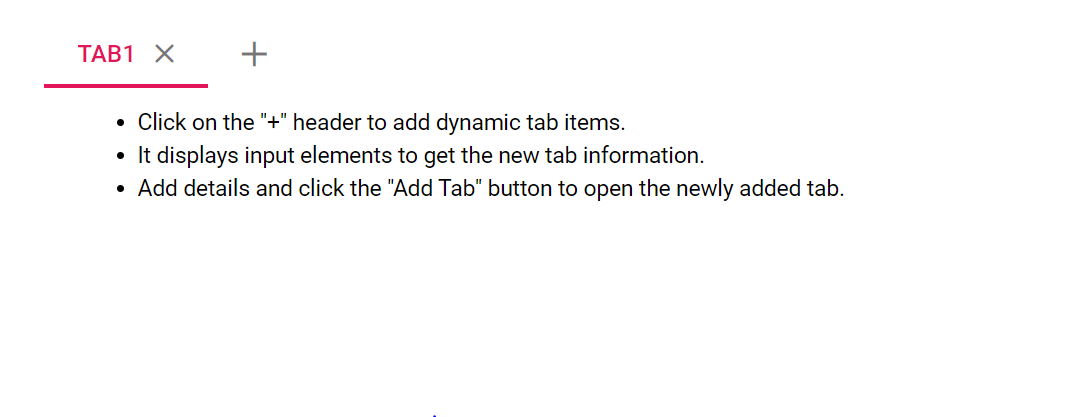 TAB1
Click on the "+" header to add dynamic tab items.
It displays input elements to get the new tab information.
Add details and click the "Add Tab" button to open the newly added tab.